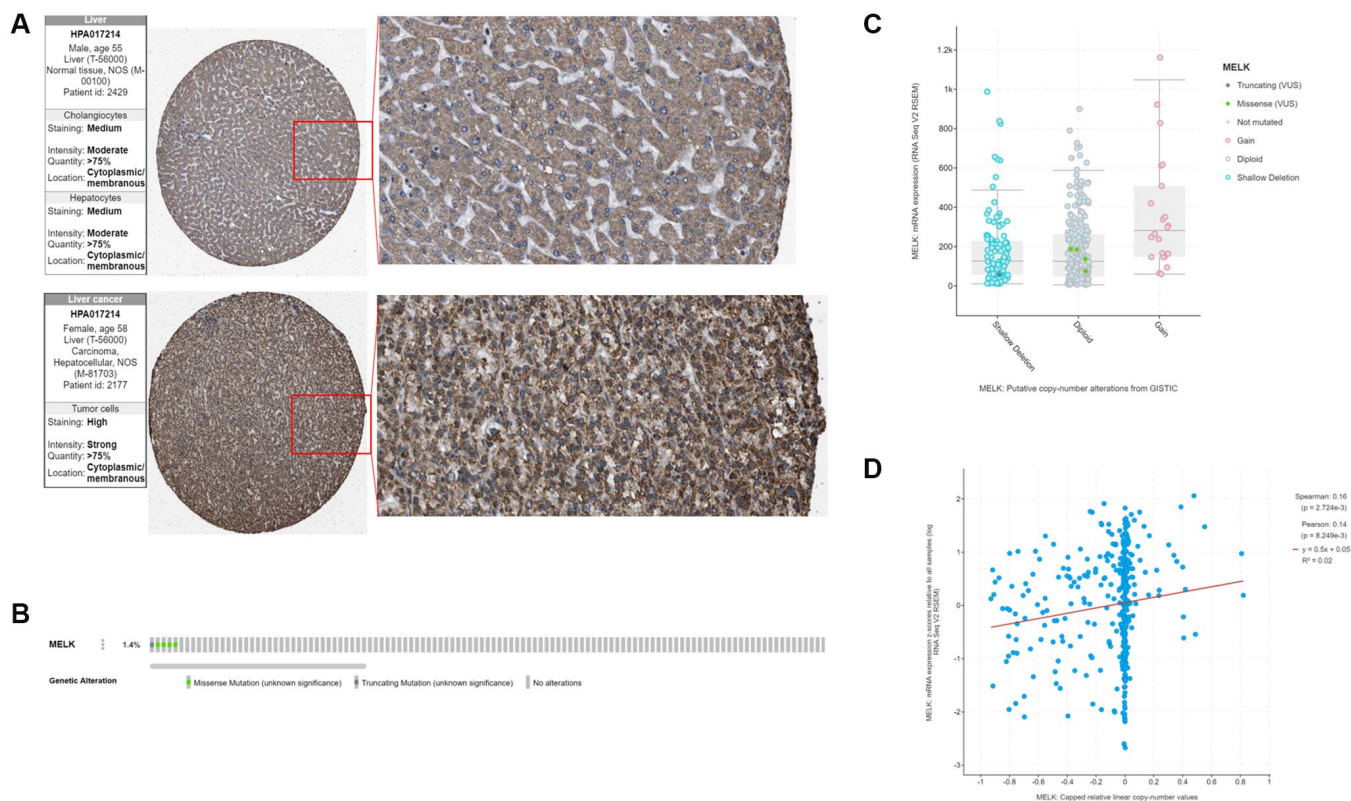 A
Liver
HPA017214
Male, age 55
Liver (T-56000)
Normal tissue, NOS (M-
00100)
Patient id: 2429
Cholangiocytes
Staining: Medium
Intensity: Moderate
Quantity: >75%
Location: Cytoplasmic/
membranous
Hepatocytes
Staining: Medium
Intensity: Moderate
Quantity: >75%
Location: Cytoplasmic/
membranous
Liver cancer
HPA017214
Female, age 58
Liver (T-56000)
Carcinoma,
Hepatocellular, NOS
(M-81703)
Patient id: 2177
Tumor cells
Staining: High
Intensity: Strong
Quantity: >75%
Location: Cytoplasmic/
membranous
B
MELK 1.4%
Genetic Alteration
Missense Mutation (unknown significance)
Truncating Mutation (unknown significance)
No alterations
C
MELK: mRNA expression (RNA Seq V2 RSEM)
1.2k
1k
800
600
400
200
0
Shallow Deletion
Diploid
Gain
MELK: Putative copy-number alterations from GISTIC
MELK
Truncating (VUS)
Missense (VUS)
Not mutated
Gain
Diploid
Shallow Deletion
D
MELK: mRNA expression z-scores relative to all samples (log
RNA Seq V2 RSEM)
2
1
0
-1
-2
-3
-1
-0.8
-0.6
-0.4
-0.2
0
0.2
0.4
0.6
0.8
1
MELK: Capped relative linear copy-number values
Spearman: 0.16
(p = 2.724e-3)
Pearson: 0.14
(p = 8.249e-3)
y = 0.5x + 0.05
R² = 0.02